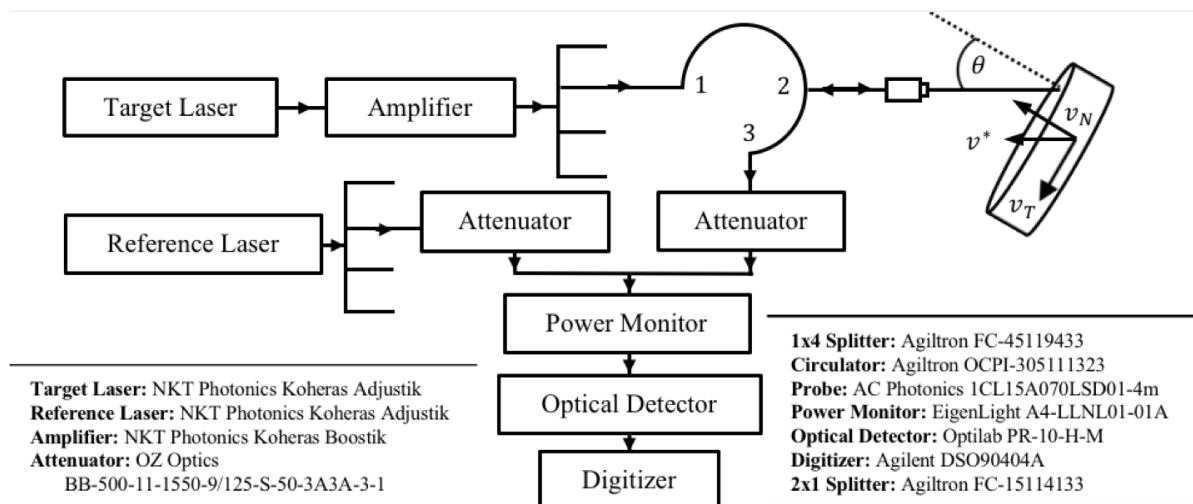 Target Laser
Amplifier
1
2
3
θ
v_N
v*
v_T
Reference Laser
Attenuator
Attenuator
Power Monitor
Optical Detector
Digitizer
Target Laser: NKT Photonics Koheras Adjustik
Reference Laser: NKT Photonics Koheras Adjustik
Amplifier: NKT Photonics Koheras Boostik
Attenuator: OZ Optics
BB-500-11-1550-9/125-S-50-3A3A-3-1
1x4 Splitter: Agiltron FC-45119433
Circulator: Agiltron OCPI-305111323
Probe: AC Photonics 1CL15A070LSD01-4m
Power Monitor: EigenLight A4-LLNL01-01A
Optical Detector: Optilab PR-10-H-M
Digitizer: Agilent DSO90404A
2x1 Splitter: Agiltron FC-15114133